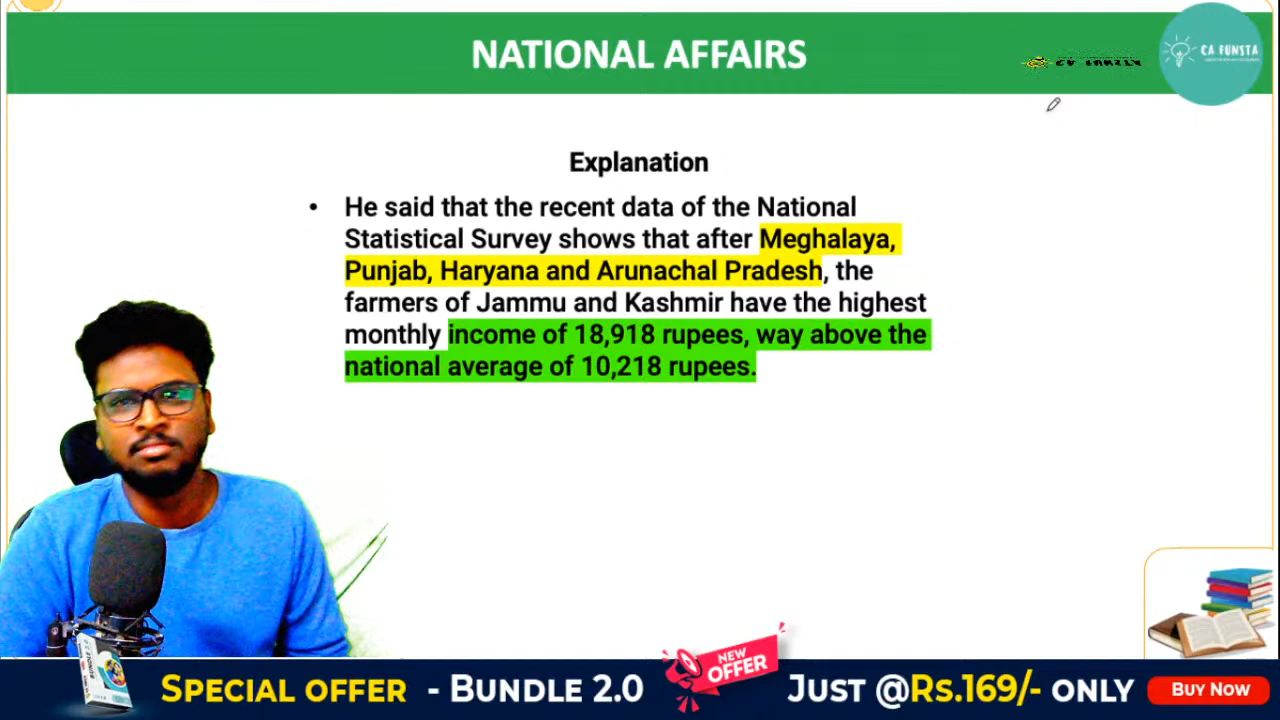 NATIONAL AFFAIRS
CA FUNSTA
Explanation
• He said that the recent data of the National
Statistical Survey shows that after Meghalaya,
Punjab, Haryana and Arunachal Pradesh, the
farmers of Jammu and Kashmir have the highest
monthly income of 18,918 rupees, way above the
national average of 10,218 rupees.
BUNDLE 2.0
SPECIAL OFFER - BUNDLE 2.0
NEW
OFFER
JUST @Rs.169/- ONLY
Buy Now